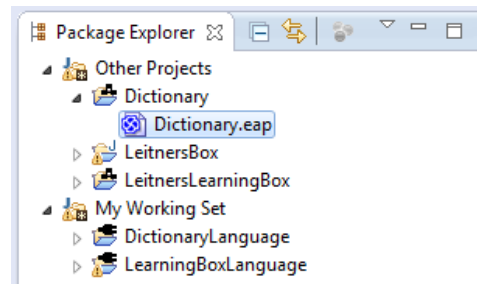 Package Explorer
Other Projects
Dictionary
Dictionary.eap
LeitnersBox
LeitnersLearningBox
My Working Set
DictionaryLanguage
LearningBoxLanguage